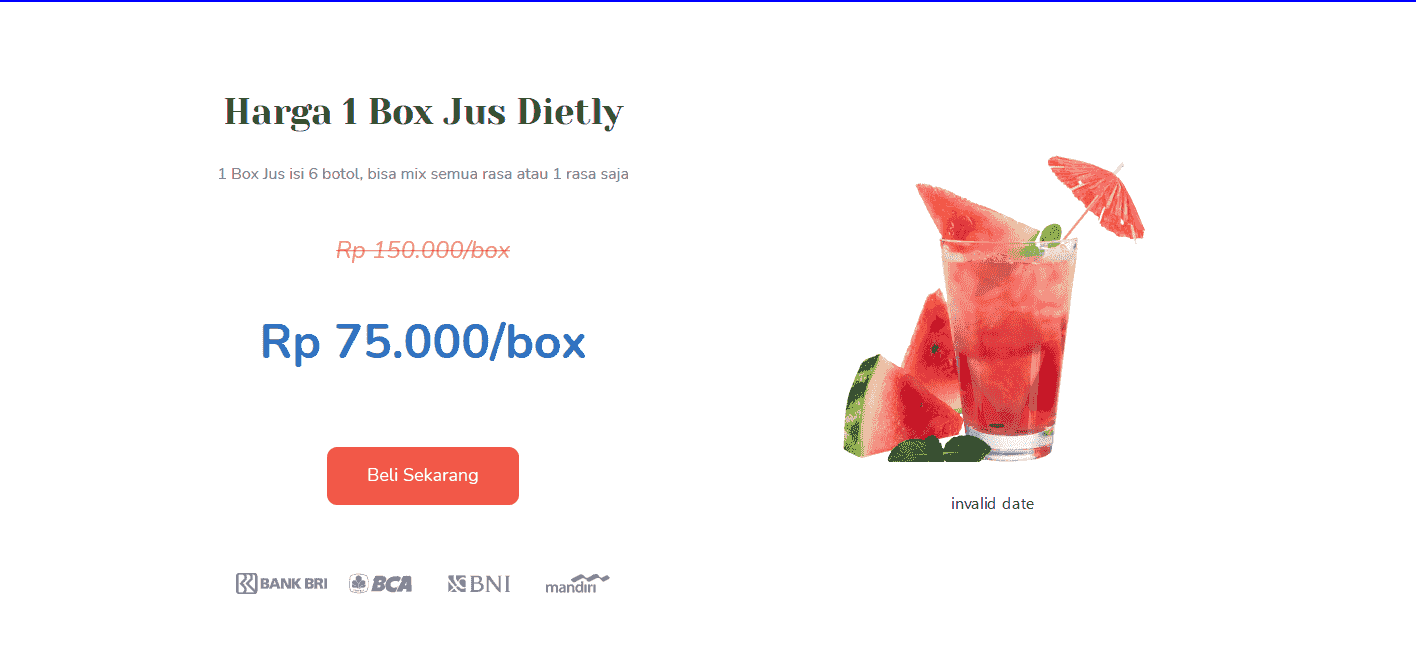 Harga 1 Box Jus Dietly
1 Box Jus isi 6 botol, bisa mix semua rasa atau 1 rasa saja
Rp 150.000/box
Rp 75.000/box
Beli Sekarang
BANK BRI BCA BNI mandiri
invalid date